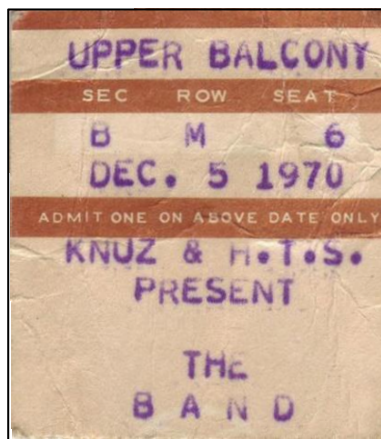 UPPER BALCONY
SEC ROW SEAT
B M 6
DEC. 5 1970
ADMIT ONE ON ABOVE DATE ONLY
KNUZ & H.T.S.
PRESENT
THE
BAND